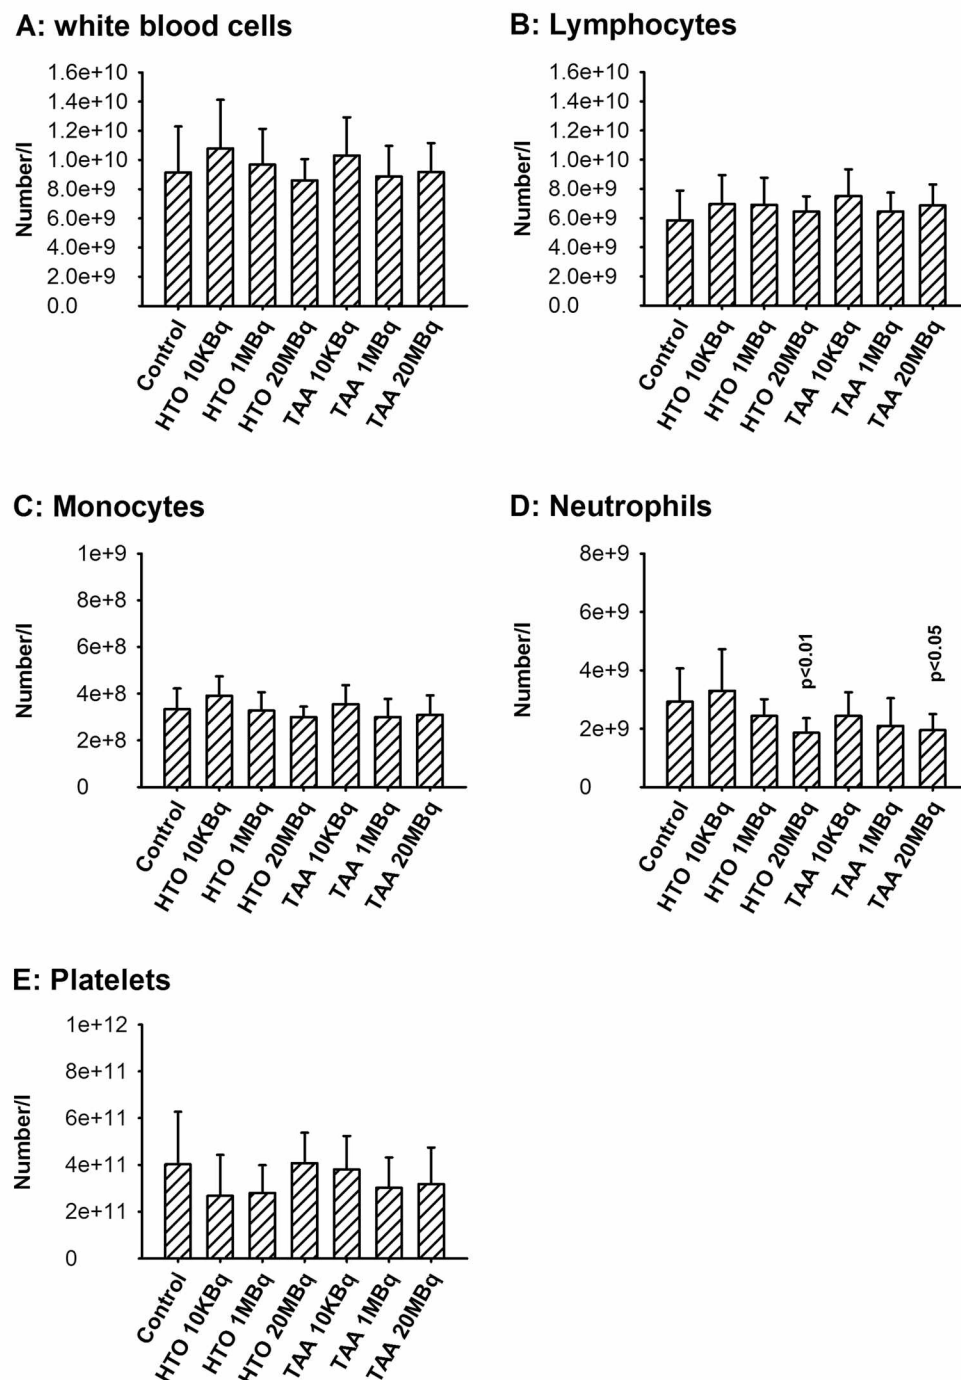 A: white blood cells
Number/l
1.6e+10
1.4e+10
1.2e+10
1.0e+10
8.0e+9
6.0e+9
4.0e+9
2.0e+9
0.0
Control
HTO 10KBq
HTO 1MBq
HTO 20MBq
TAA 10KBq
TAA 1MBq
TAA 20MBq
B: Lymphocytes
Number/l
1.6e+10
1.4e+10
1.2e+10
1.0e+10
8.0e+9
6.0e+9
4.0e+9
2.0e+9
0.0
Control
HTO 10KBq
HTO 1MBq
HTO 20MBq
TAA 10KBq
TAA 1MBq
TAA 20MBq
C: Monocytes
Number/l
1e+9
8e+8
6e+8
4e+8
2e+8
0
Control
HTO 10KBq
HTO 1MBq
HTO 20MBq
TAA 10KBq
TAA 1MBq
TAA 20MBq
D: Neutrophils
Number/l
8e+9
6e+9
4e+9
2e+9
0
p<0.01
p<0.05
Control
HTO 10KBq
HTO 1MBq
HTO 20MBq
TAA 10KBq
TAA 1MBq
TAA 20MBq
E: Platelets
Number/l
1e+12
8e+11
6e+11
4e+11
2e+11
0
Control
HTO 10KBq
HTO 1MBq
HTO 20MBq
TAA 10KBq
TAA 1MBq
TAA 20MBq